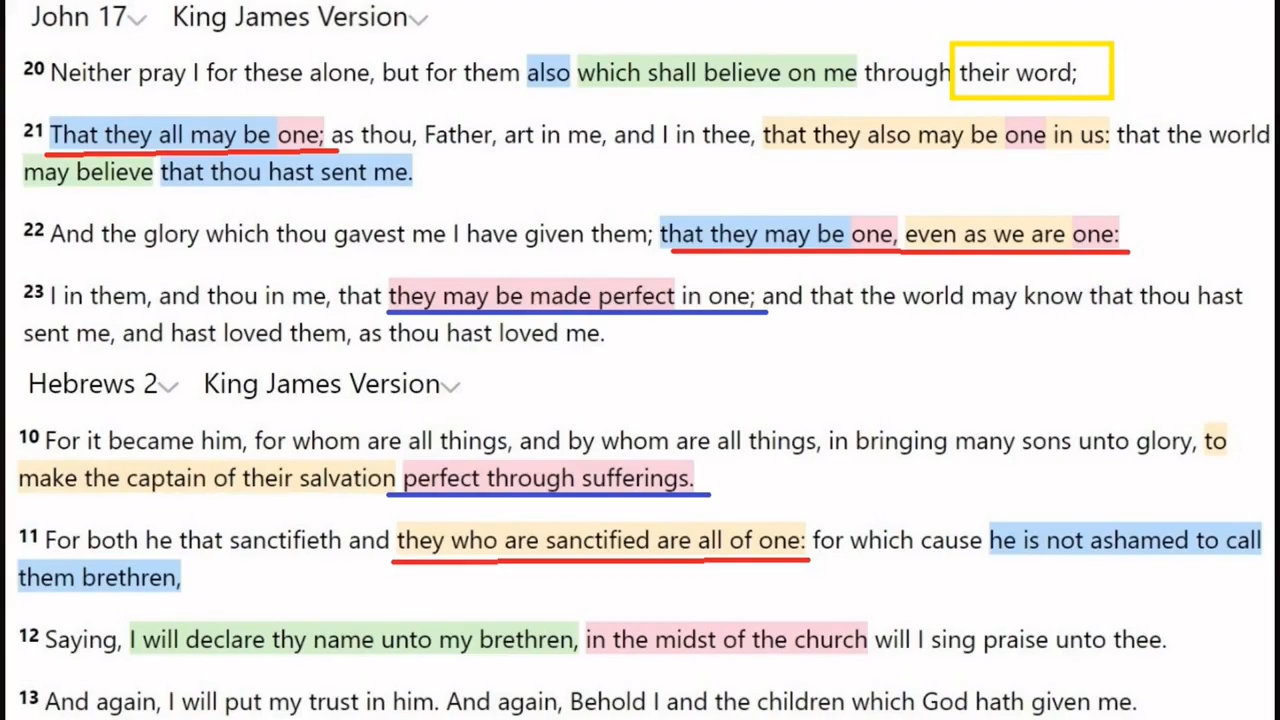 John 17 King James Version
20 Neither pray I for these alone, but for them also which shall believe on me through their word;
21 That they all may be one; as thou, Father, art in me, and I in thee, that they also may be one in us: that the world
may believe that thou hast sent me.
22 And the glory which thou gavest me I have given them; that they may be one, even as we are one:
23 I in them, and thou in me, that they may be made perfect in one; and that the world may know that thou hast
sent me, and hast loved them, as thou hast loved me.
Hebrews 2 King James Version
10 For it became him, for whom are all things, and by whom are all things, in bringing many sons unto glory, to
make the captain of their salvation perfect through sufferings.
11 For both he that sanctifieth and they who are sanctified are all of one: for which cause he is not ashamed to call
them brethren,
12 Saying, I will declare thy name unto my brethren, in the midst of the church will I sing praise unto thee.
13 And again, I will put my trust in him. And again, Behold I and the children which God hath given me.